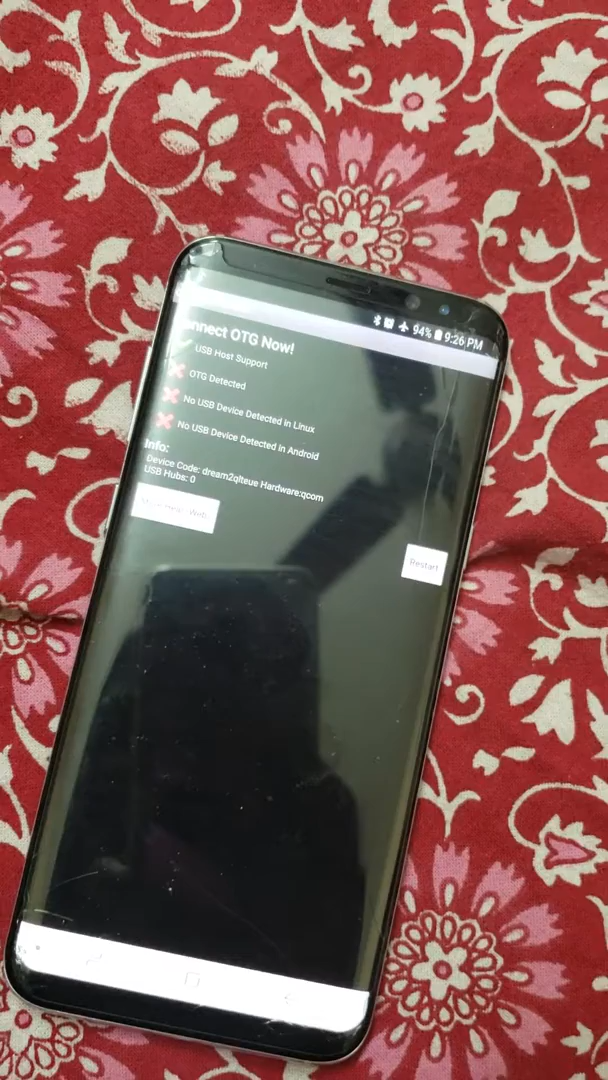 94% 9:26 PM
nnect OTG Now!
USB Host Support
OTG Detected
No USB Device Detected in Linux
No USB Device Detected in Android
Info:
Device Code: dream2qlteue Hardware:qcom
USB Hubs: 0
Restart